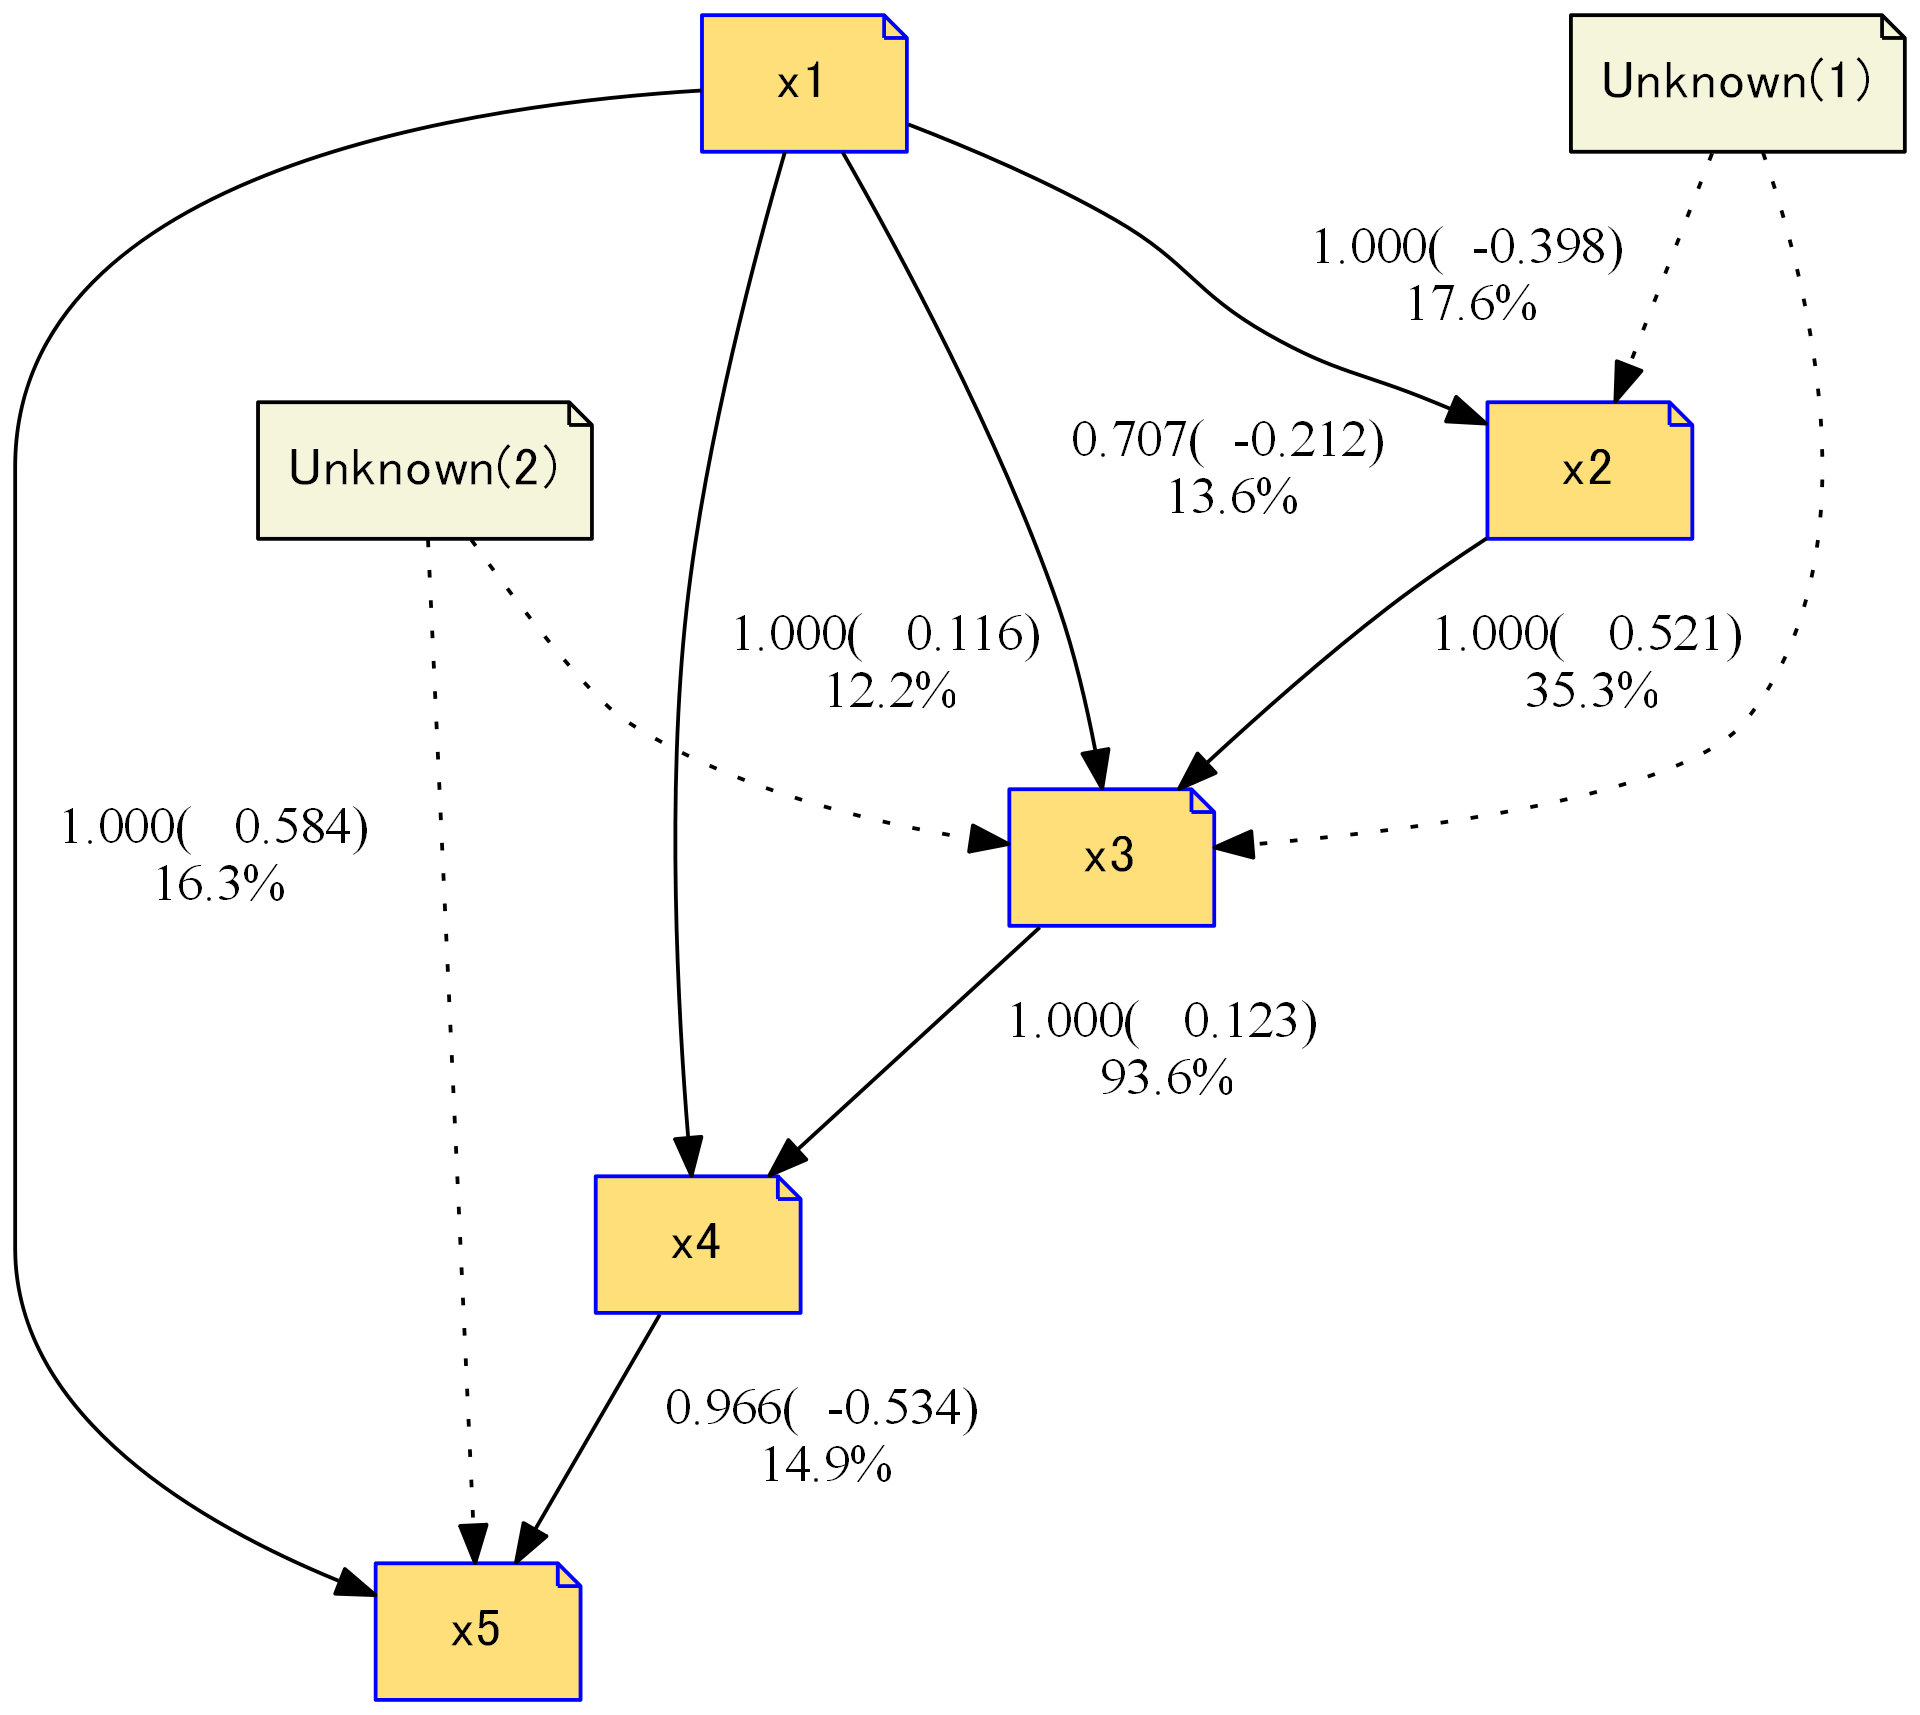 x1
Unknown(1)
1.000(  -0.398)
17.6%
0.707(  -0.212)
13.6%
Unknown(2)
x2
1.000(   0.116)
12.2%
1.000(   0.521)
35.3%
1.000(   0.584)
16.3%
x3
1.000(   0.123)
93.6%
x4
0.966(  -0.534)
14.9%
x5